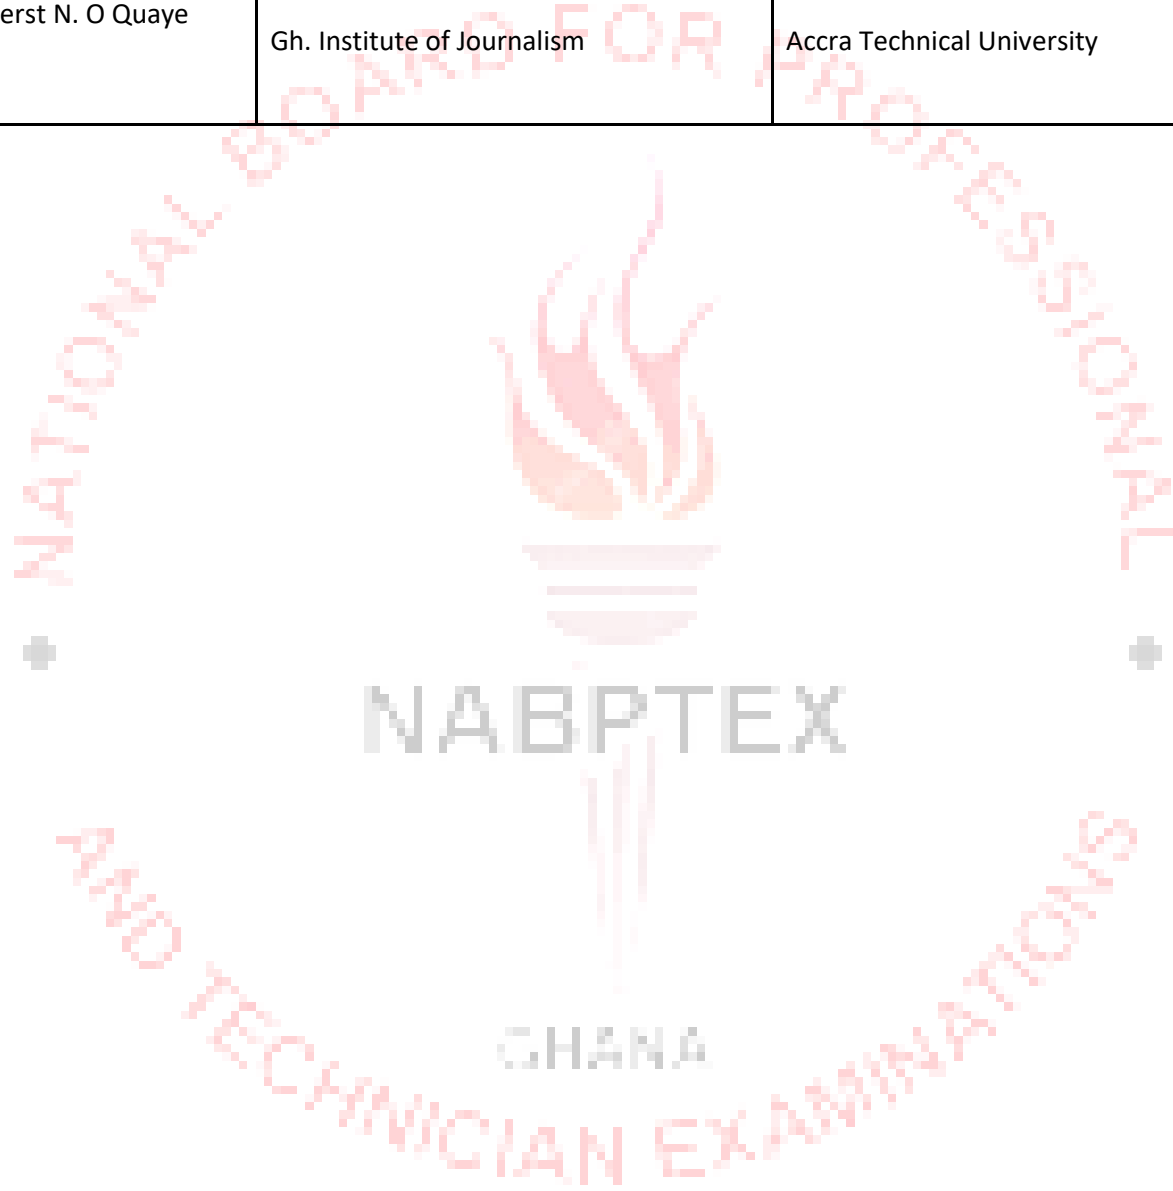 erst N. O Quaye
Gh. Institute of Journalism
Accra Technical University
NATIONAL BOARD FOR PROFESSIONAL
NABPTEX
GHANA
AND TECHNICIAN EXAMINATIONS